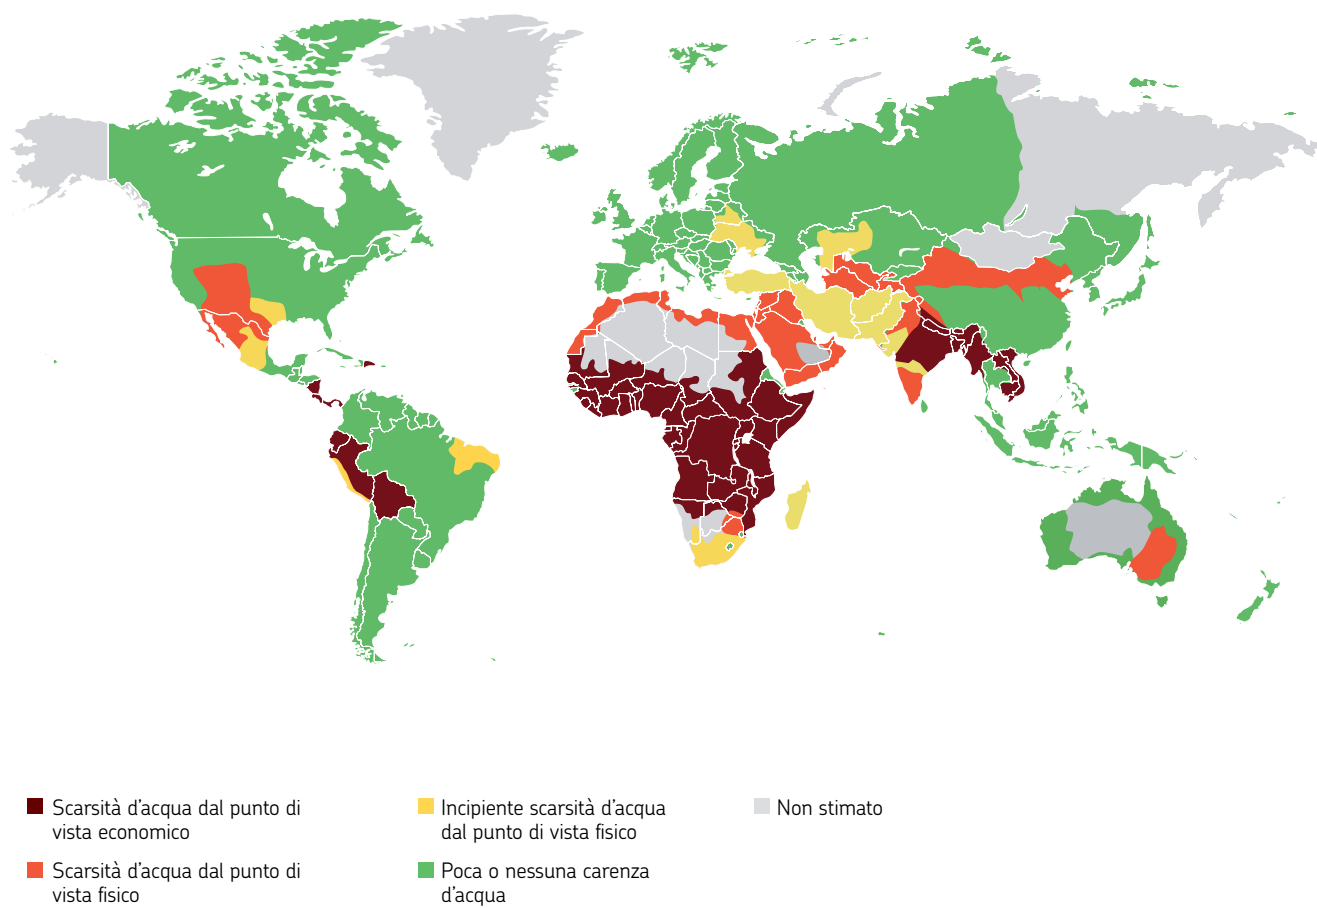 Scarsità d'acqua dal punto di
vista economico
Scarsità d'acqua dal punto di
vista fisico
Incipiente scarsità d'acqua
dal punto di vista fisico
Poca o nessuna carenza
d'acqua
Non stimato